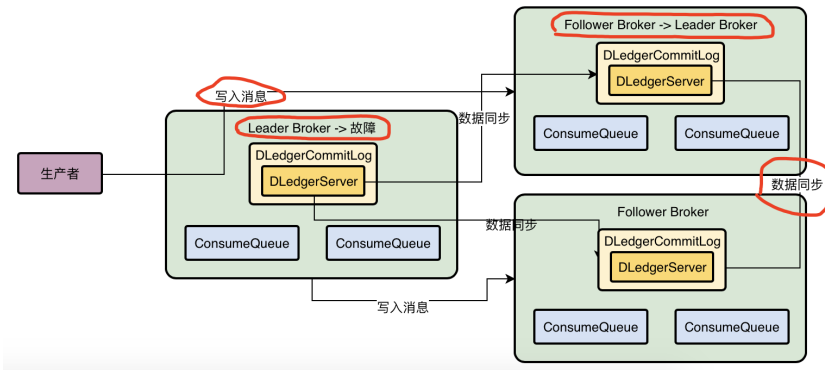 Follower Broker -> Leader Broker
DLedgerCommitLog
DLedgerServer
ConsumeQueue
ConsumeQueue
写入消息
数据同步
Leader Broker -> 故障
DLedgerCommitLog
DLedgerServer
ConsumeQueue
ConsumeQueue
生产者
数据同步
数据同步
Follower Broker
DLedgerCommitLog
DLedgerServer
ConsumeQueue
ConsumeQueue
写入消息